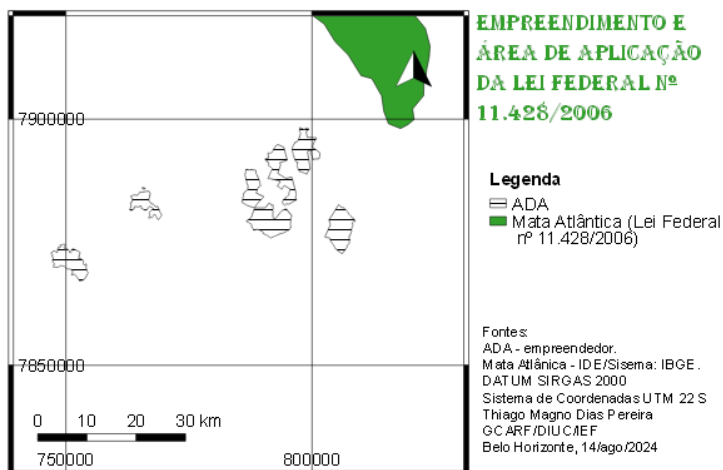 EMPREENDIMENTO E
ÁREA DE APLICAÇÃO
DA LEI FEDERAL Nº
11.428/2006
7900000
Legenda
ADA
Mata Atlântica (Lei Federal
nº 11.428/2006)
7850000
0 10 20 30 km
750000 800000
Fontes:
ADA - empreendedor.
Mata Atlânica - IDE/Sisema: IBGE.
DATUM SIRGAS 2000
Sistema de Coordenadas UTM 22 S
Thiago Magno Dias Pereira
GCARF/DIUC/IEF
Belo Horizonte, 14/ago/2024